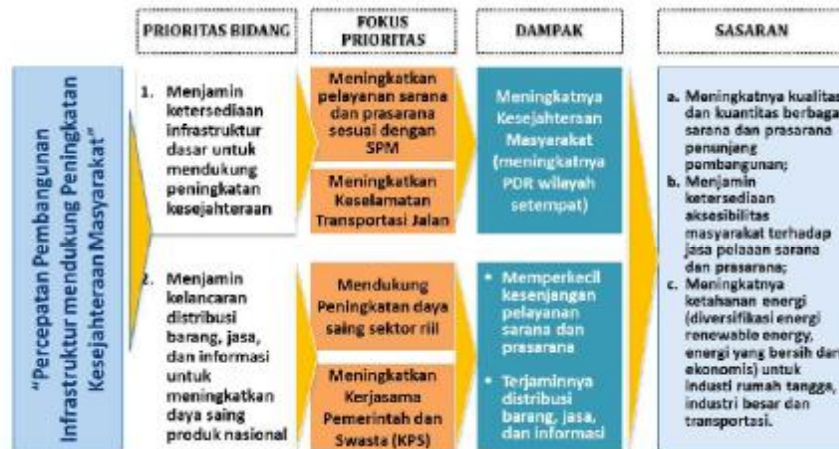 PRIORITAS BIDANG
FOKUS
PRIORITAS
DAMPAK
SASARAN
"Percepatan Pembangunan
Infrastruktur mendukung Peningkatan
Kesejahteraan Masyarakat"
1. Menjamin
ketersediaan
infrastruktur
dasar untuk
mendukung
peningkatan
kesejahteraan
2. Menjamin
kelancaran
distribusi
barang, jasa,
dan informasi
untuk
meningkatkan
daya saing
produk nasional
Meningkatkan
pelayanan sarana
dan prasarana
sesuai dengan
SPM
Meningkatkan
Keselamatan
Transportasi Jalan
Mendukung
Peningkatan daya
saing sektor riil
Meningkatkan
Kerjasama
Pemerintah dan
Swasta (KPS)
Meningkatnya
Kesejahteraan
Masyarakat
(meningkatnya
PDR wilayah
setempat)
• Memperkecil
kesenjangan
pelayanan
sarana dan
prasarana
• Terjaminnya
distribusi
barang, jasa,
dan informasi
a. Meningkatnya kualitas
dan kuantitas berbaga
sarana dan prasarana
penunjang
pembangunan;
b. Menjamin
ketersediaan
aksesibilitas
masyarakat terhadap
jasa pelaaan sarana
dan prasarana;
c. Meningkatnya
ketahanan energi
(diversifikasi energi
renewable energy,
energi yang bersih dan
ekonomis) untuk
industi rumah tangga,
industri besar dan
transportasi.